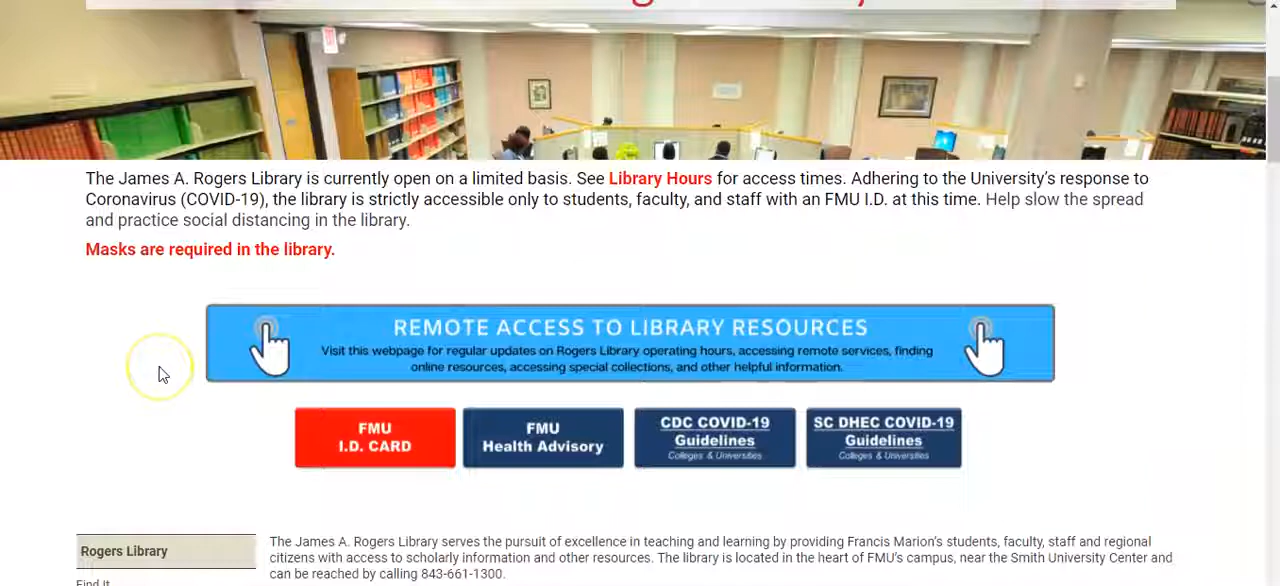 The James A. Rogers Library is currently open on a limited basis. See Library Hours for access times. Adhering to the University's response to
Coronavirus (COVID-19), the library is strictly accessible only to students, faculty, and staff with an FMU I.D. at this time. Help slow the spread
and practice social distancing in the library.
Masks are required in the library.
REMOTE ACCESS TO LIBRARY RESOURCES
Visit this webpage for regular updates on Rogers Library operating hours, accessing remote services, finding
online resources, accessing special collections, and other helpful information.
FMU
I.D. CARD
FMU
Health Advisory
CDC COVID-19
Guidelines
Colleges & Universities
SC DHEC COVID-19
Guidelines
Colleges & Universities
Rogers Library
The James A. Rogers Library serves the pursuit of excellence in teaching and learning by providing Francis Marion's students, faculty, staff and regional
citizens with access to scholarly information and other resources. The library is located in the heart of FMU's campus, near the Smith University Center and
can be reached by calling 843-661-1300.
Find It